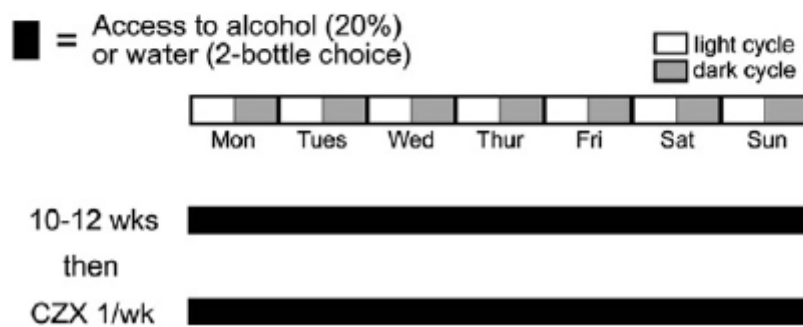 = Access to alcohol (20%)
or water (2-bottle choice)
light cycle
dark cycle
Mon Tues Wed Thur Fri Sat Sun
10-12 wks
then
CZX 1/wk